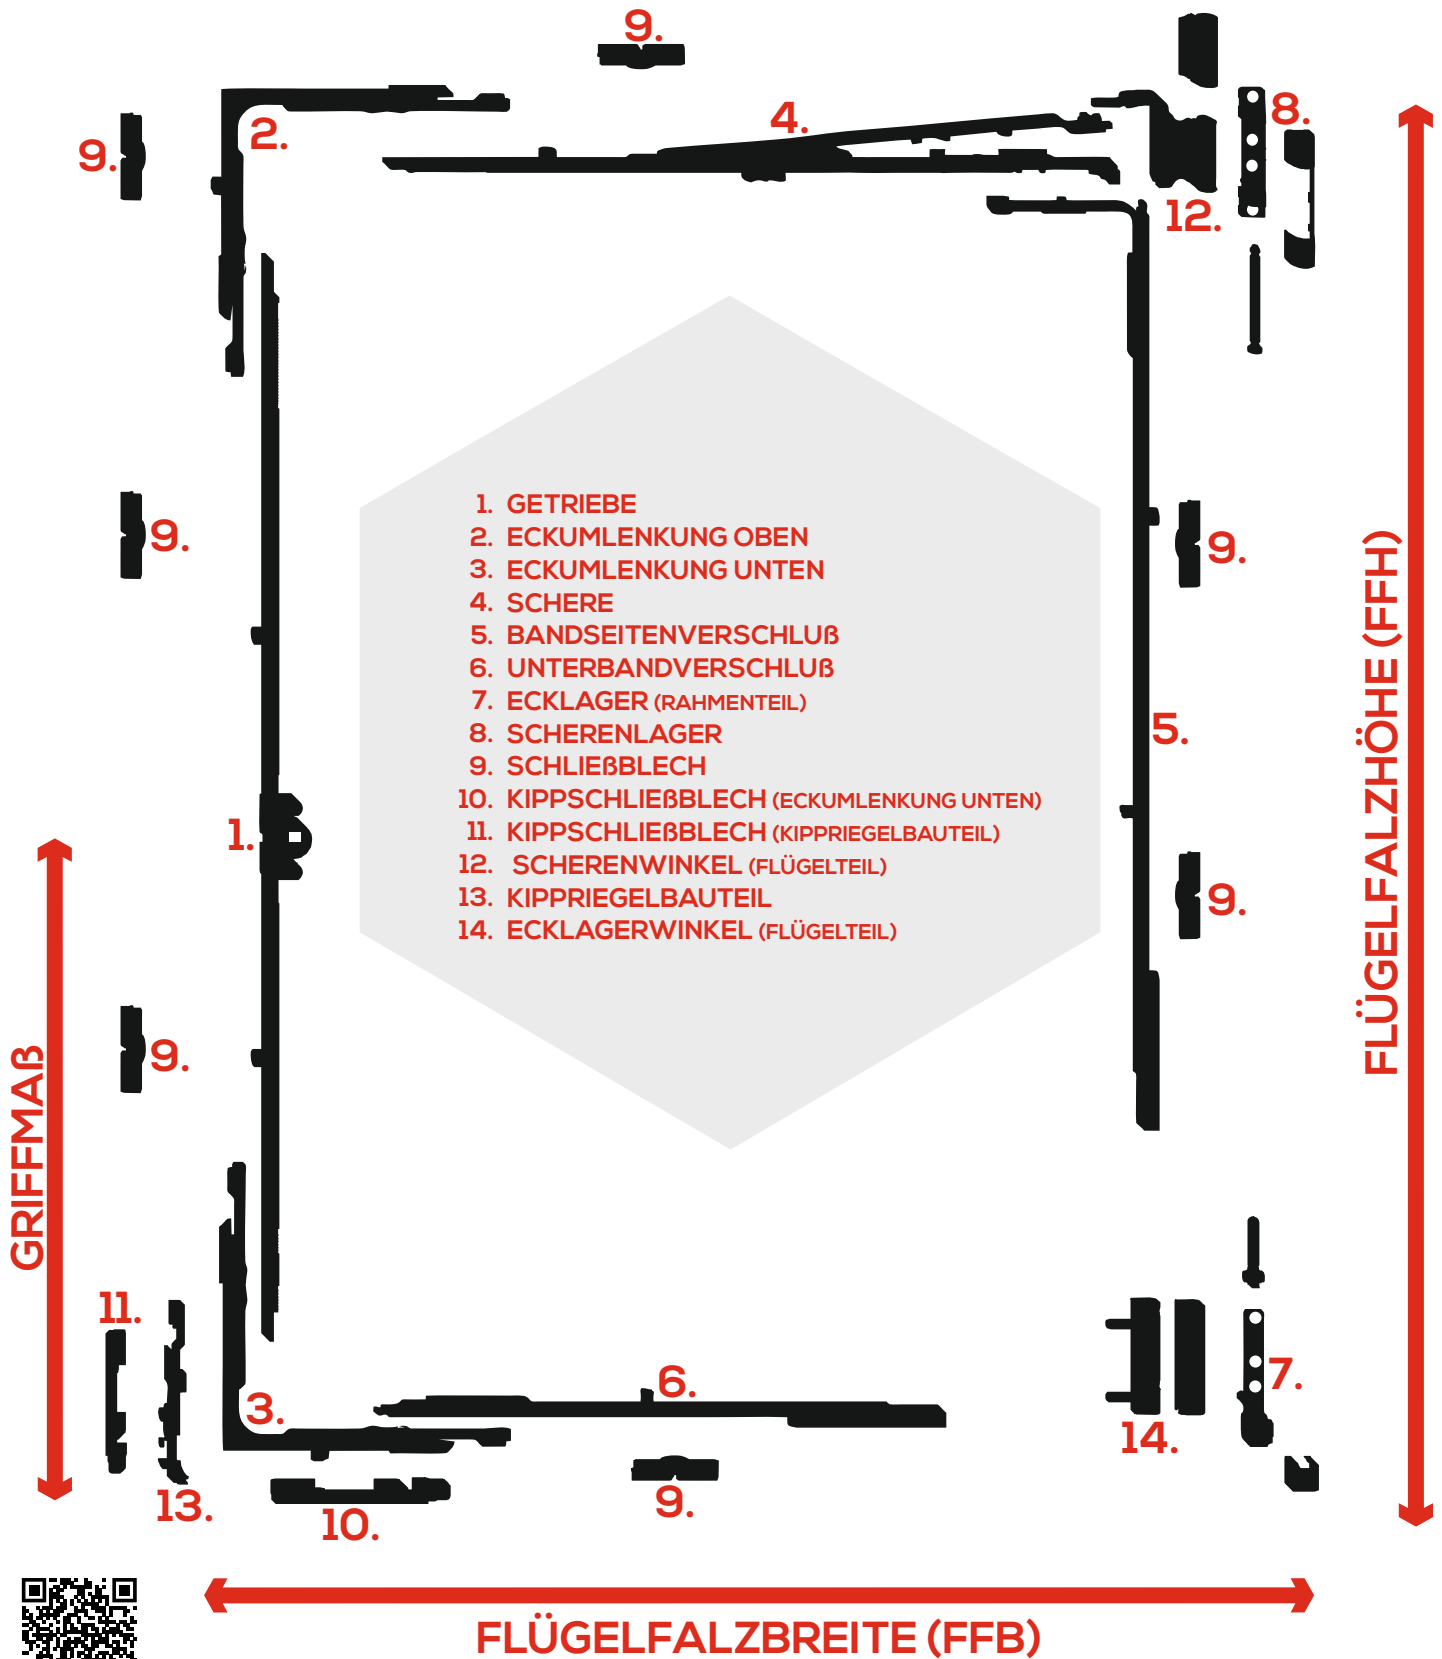 9.
2.
9.
4.
8.
12.
1. GETRIEBE
2. ECKUMLENKUNG OBEN
3. ECKUMLENKUNG UNTEN
4. SCHERE
5. BANDSEITENVERSCHLUß
6. UNTERBANDVERSCHLUß
7. ECKLAGER (RAHMENTEIL)
8. SCHERENLAGER
9. SCHLIEßBLECH
10. KIPPSCHLIEßBLECH (ECKUMLENKUNG UNTEN)
11. KIPPSCHLIEßBLECH (KIPPRIEGELBAUTEIL)
12. SCHERENWINKEL (FLÜGELTEIL)
13. KIPPRIEGELBAUTEIL
14. ECKLAGERWINKEL (FLÜGELTEIL)
9.
9.
5.
1.
9.
9.
FLÜGELFALZHÖHE (FFH)
GRIFFMAß
11.
13.
3.
10.
6.
9.
14.
7.
FLÜGELFALZBREITE (FFB)